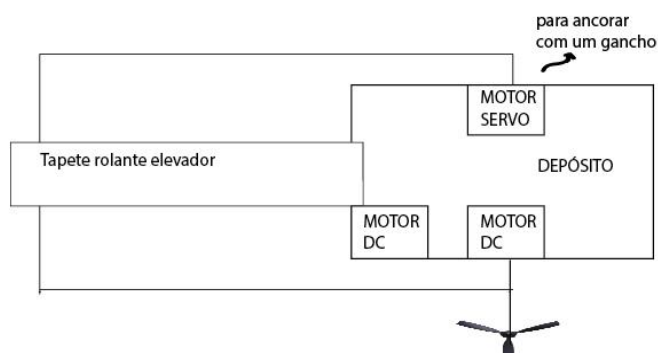 para ancorar
com um gancho
MOTOR
SERVO
Tapete rolante elevador
DEPÓSITO
MOTOR
DC
MOTOR
DC